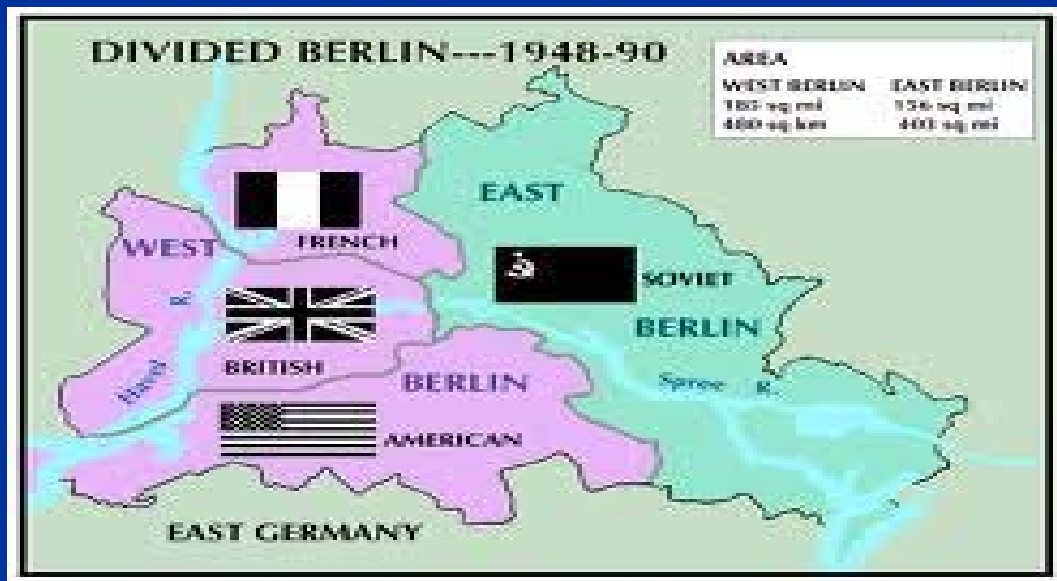 DIVIDED BERLIN---1948-90
AREA
WEST BERLIN EAST BERLIN
185 sq mi 156 sq mi
480 sq km 403 sq mi
EAST
WEST
FRENCH
SOVIET
R.
BERLIN
BRITISH
Havel
BERLIN
Spree R.
AMERICAN
EAST GERMANY